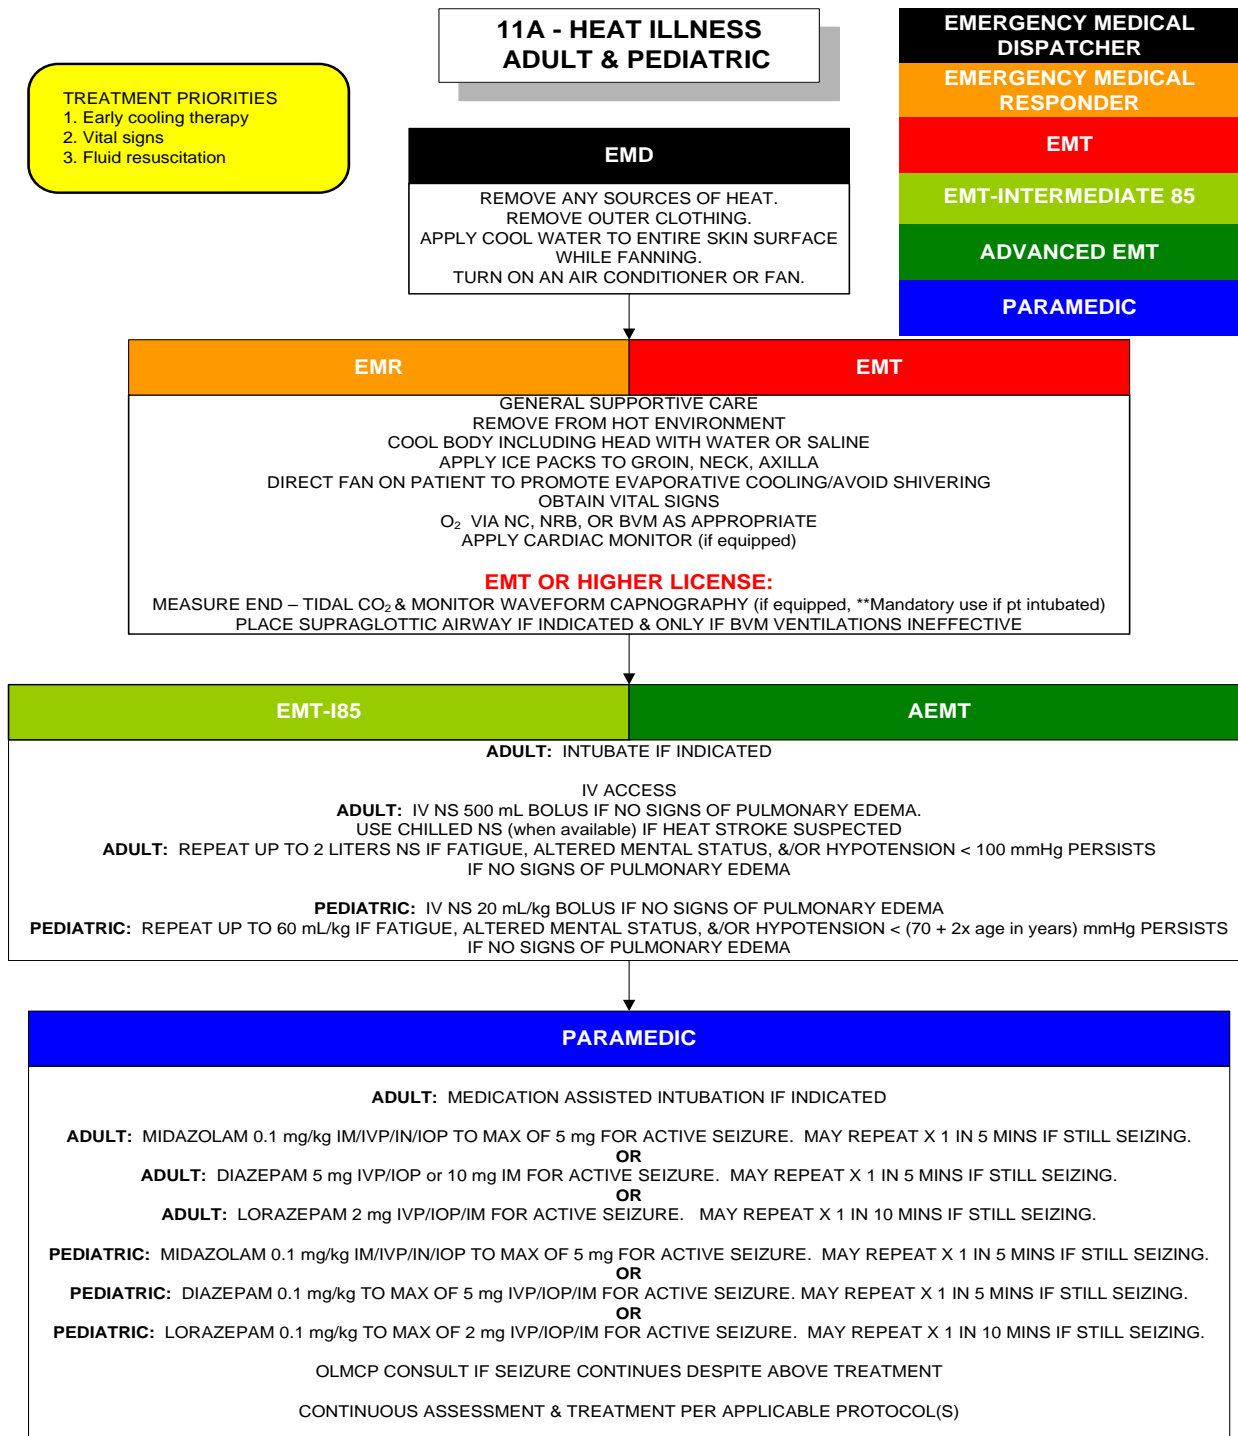 11A - HEAT ILLNESS
ADULT & PEDIATRIC
EMERGENCY MEDICAL
DISPATCHER
EMERGENCY MEDICAL
RESPONDER
EMT
EMT-INTERMEDIATE 85
ADVANCED EMT
PARAMEDIC
TREATMENT PRIORITIES
1. Early cooling therapy
2. Vital signs
3. Fluid resuscitation
EMD
REMOVE ANY SOURCES OF HEAT.
REMOVE OUTER CLOTHING.
APPLY COOL WATER TO ENTIRE SKIN SURFACE
WHILE FANNING.
TURN ON AN AIR CONDITIONER OR FAN.
EMR
EMT
GENERAL SUPPORTIVE CARE
REMOVE FROM HOT ENVIRONMENT
COOL BODY INCLUDING HEAD WITH WATER OR SALINE
APPLY ICE PACKS TO GROIN, NECK, AXILLA
DIRECT FAN ON PATIENT TO PROMOTE EVAPORATIVE COOLING/AVOID SHIVERING
OBTAIN VITAL SIGNS
O₂ VIA NC, NRB, OR BVM AS APPROPRIATE
APPLY CARDIAC MONITOR (if equipped)
EMT OR HIGHER LICENSE:
MEASURE END – TIDAL CO₂ & MONITOR WAVEFORM CAPNOGRAPHY (if equipped, **Mandatory use if pt intubated)
PLACE SUPRAGLOTTIC AIRWAY IF INDICATED & ONLY IF BVM VENTILATIONS INEFFECTIVE
EMT-I85
AEMT
ADULT: INTUBATE IF INDICATED
IV ACCESS
ADULT: IV NS 500 mL BOLUS IF NO SIGNS OF PULMONARY EDEMA.
USE CHILLED NS (when available) IF HEAT STROKE SUSPECTED
ADULT: REPEAT UP TO 2 LITERS NS IF FATIGUE, ALTERED MENTAL STATUS, &/OR HYPOTENSION < 100 mmHg PERSISTS
IF NO SIGNS OF PULMONARY EDEMA
PEDIATRIC: IV NS 20 mL/kg BOLUS IF NO SIGNS OF PULMONARY EDEMA
PEDIATRIC: REPEAT UP TO 60 mL/kg IF FATIGUE, ALTERED MENTAL STATUS, &/OR HYPOTENSION < (70 + 2x age in years) mmHg PERSISTS
IF NO SIGNS OF PULMONARY EDEMA
PARAMEDIC
ADULT: MEDICATION ASSISTED INTUBATION IF INDICATED
ADULT: MIDAZOLAM 0.1 mg/kg IM/IVP/IN/IOP TO MAX OF 5 mg FOR ACTIVE SEIZURE. MAY REPEAT X 1 IN 5 MINS IF STILL SEIZING.
OR
ADULT: DIAZEPAM 5 mg IVP/IOP or 10 mg IM FOR ACTIVE SEIZURE. MAY REPEAT X 1 IN 5 MINS IF STILL SEIZING.
OR
ADULT: LORAZEPAM 2 mg IVP/IOP/IM FOR ACTIVE SEIZURE. MAY REPEAT X 1 IN 10 MINS IF STILL SEIZING.
PEDIATRIC: MIDAZOLAM 0.1 mg/kg IM/IVP/IN/IOP TO MAX OF 5 mg FOR ACTIVE SEIZURE. MAY REPEAT X 1 IN 5 MINS IF STILL SEIZING.
OR
PEDIATRIC: DIAZEPAM 0.1 mg/kg TO MAX OF 5 mg IVP/IOP/IM FOR ACTIVE SEIZURE. MAY REPEAT X 1 IN 5 MINS IF STILL SEIZING.
OR
PEDIATRIC: LORAZEPAM 0.1 mg/kg TO MAX OF 2 mg IVP/IOP/IM FOR ACTIVE SEIZURE. MAY REPEAT X 1 IN 10 MINS IF STILL SEIZING.
OLMCP CONSULT IF SEIZURE CONTINUES DESPITE ABOVE TREATMENT
CONTINUOUS ASSESSMENT & TREATMENT PER APPLICABLE PROTOCOL(S)